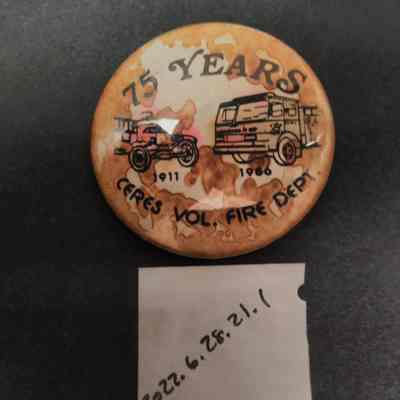 75 YEARS
1911 1986
CERES VOL. FIRE DEPT.
2022.6.28.21.1